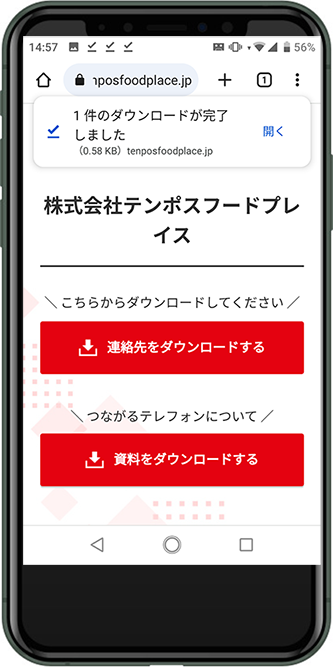 14:57
56%
nposfoodplace.jp
1
1 件のダウンロードが完了
しました
開く
(0.58 KB) tenposfoodplace.jp
株式会社テンポスフードプレ
イス
＼ こちらからダウンロードしてください ／
連絡先をダウンロードする
＼ つながるテレフォンについて ／
資料をダウンロードする